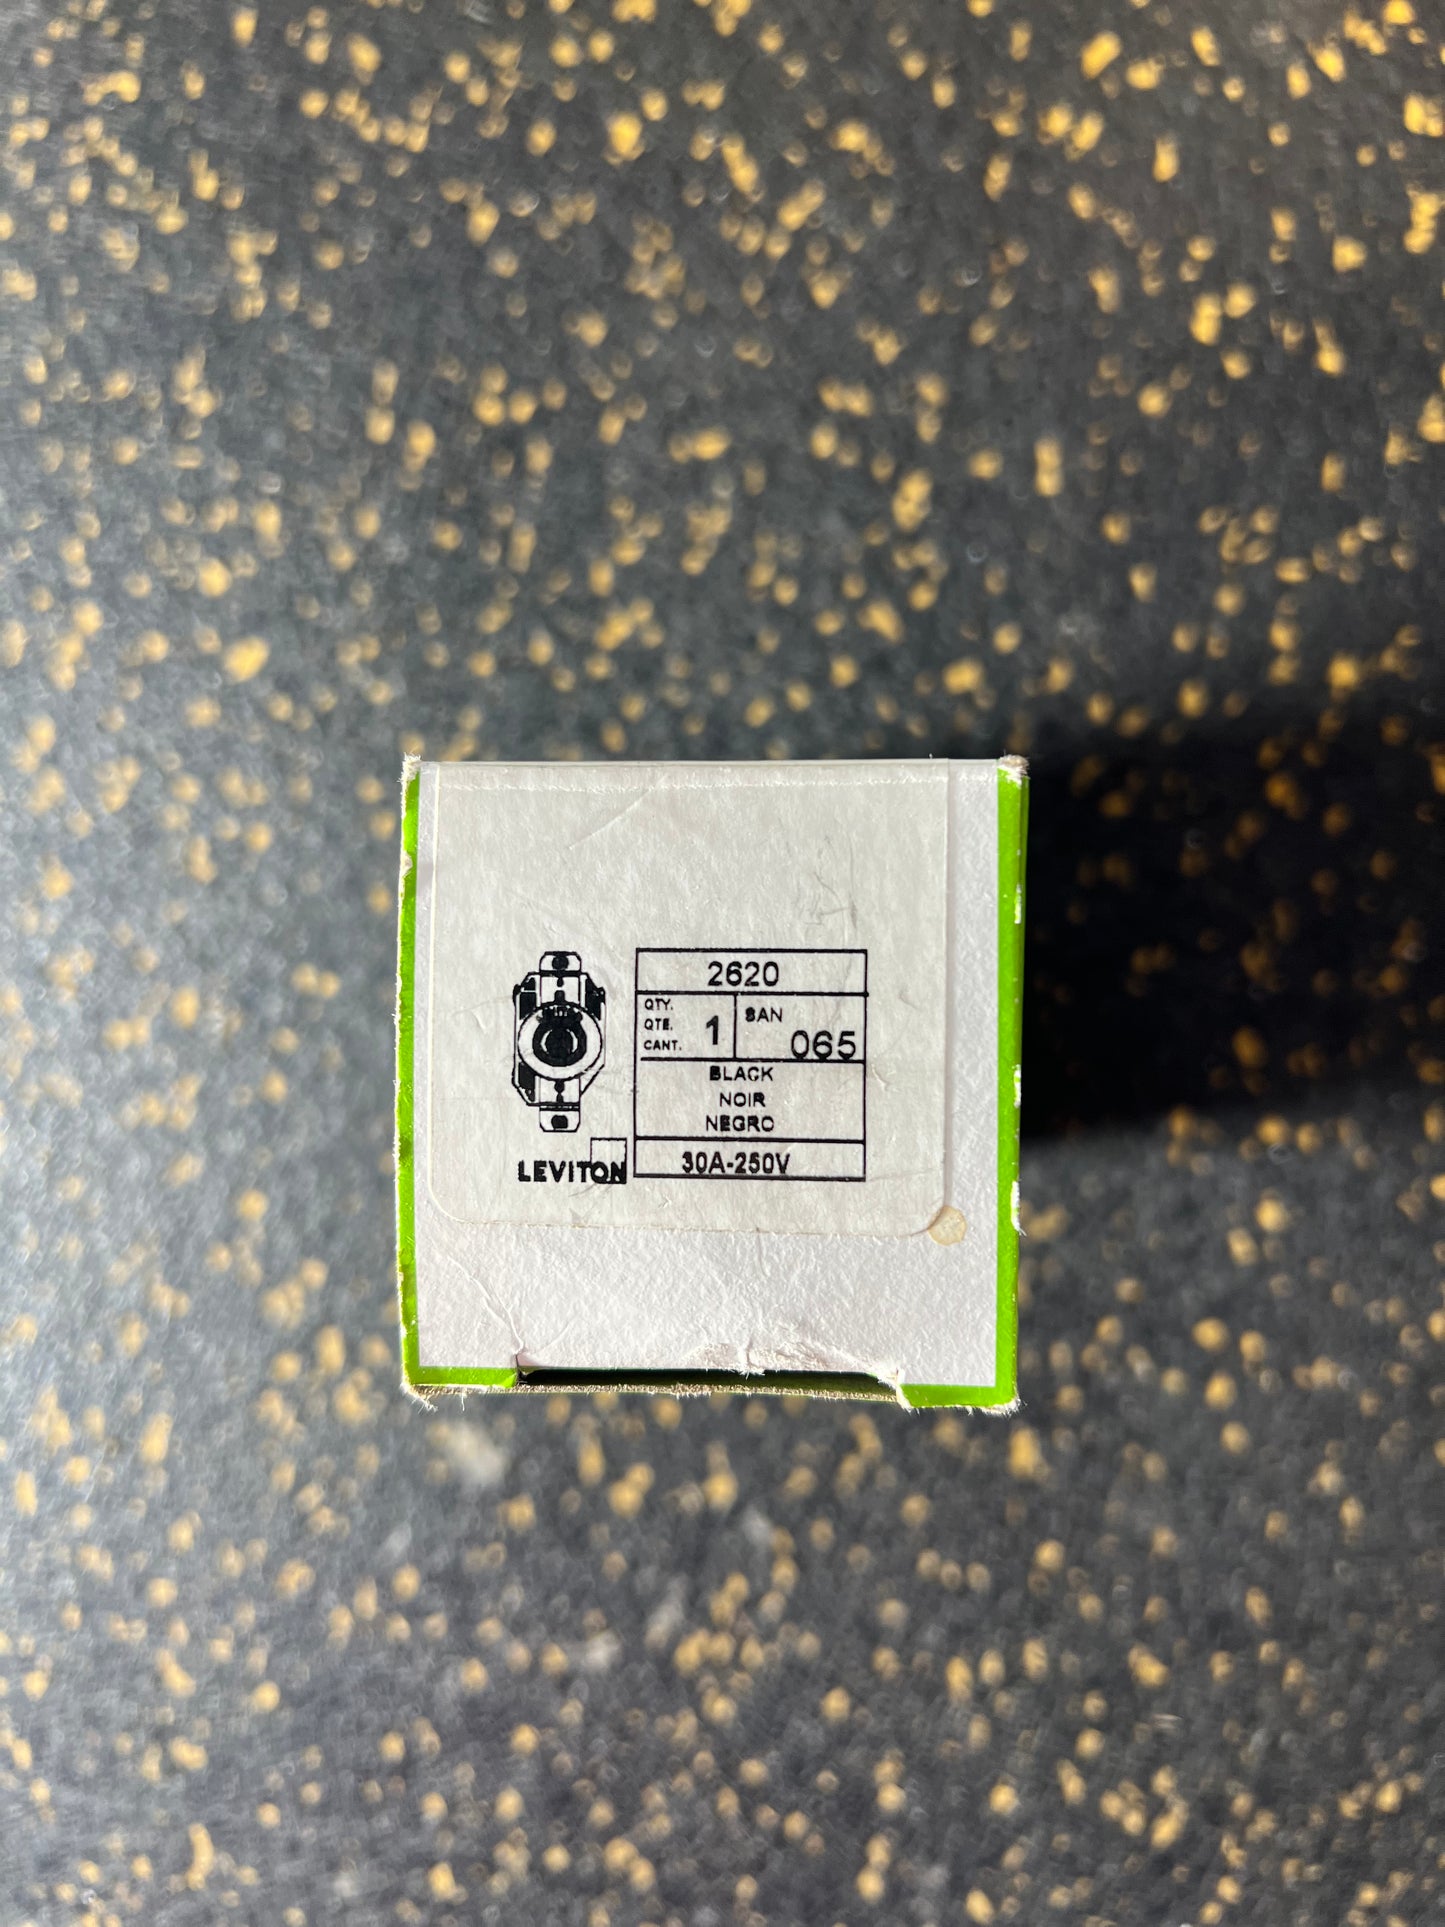 2620
QTY.
QTE.
CANT.
1
SAN
065
BLACK
NOIR
NEGRO
30A-250V
LEVITON